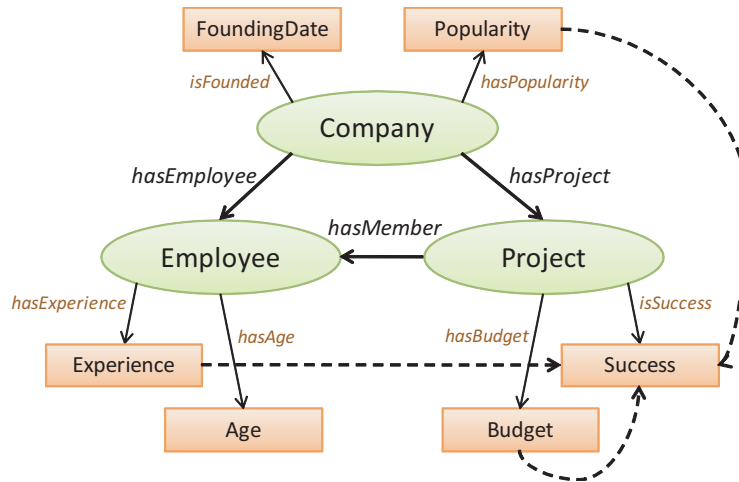 FoundingDate
Popularity
isFounded
hasPopularity
Company
hasEmployee
hasProject
hasMember
Employee
Project
hasExperience
isSuccess
hasAge
hasBudget
Experience
Success
Age
Budget